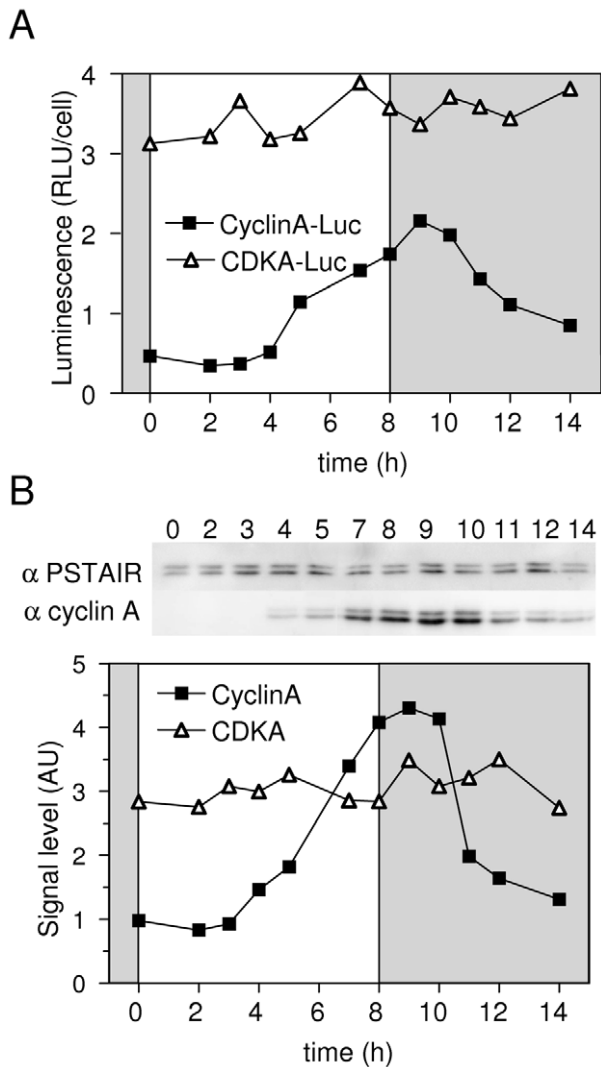 A
Luminescence (RLU/cell)
4
3
2
1
0
CyclinA-Luc
CDKA-Luc
0 2 4 6 8 10 12 14
time (h)
B
0 2 3 4 5 7 8 9 10 11 12 14
α PSTAIR
α cyclin A
Signal level (AU)
5
4
3
2
1
0
CyclinA
CDKA
0 2 4 6 8 10 12 14
time (h)